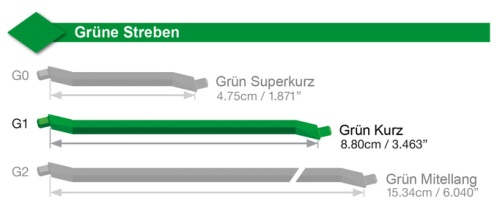 Grüne Streben
G0
Grün Superkurz
4.75cm / 1.871”
G1
Grün Kurz
8.80cm / 3.463”
G2
Grün Mitellang
15.34cm / 6.040”